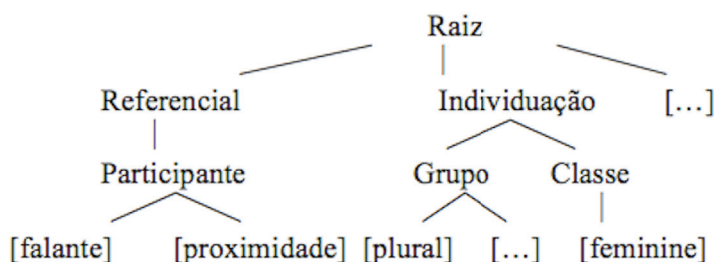 Raiz
Referencial Individuação [...]
Participante Grupo Classe
[falante] [proximidade] [plural] [...] [feminine]